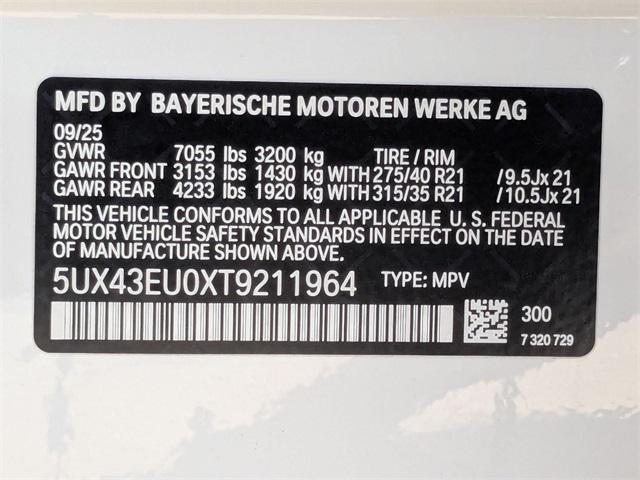 MFD BY BAYERISCHE MOTOREN WERKE AG
09/25
GVWR 7055 lbs 3200 kg TIRE / RIM
GAWR FRONT 3153 lbs 1430 kg WITH 275/40 R21 /9.5Jx21
GAWR REAR 4233 lbs 1920 kg WITH 315/35 R21 /10.5Jx21
THIS VEHICLE CONFORMS TO ALL APPLICABLE U. S. FEDERAL
MOTOR VEHICLE SAFETY STANDARDS IN EFFECT ON THE DATE
OF MANUFACTURE SHOWN ABOVE.
5UX43EU0XT9211964 TYPE: MPV
300
7 320 729